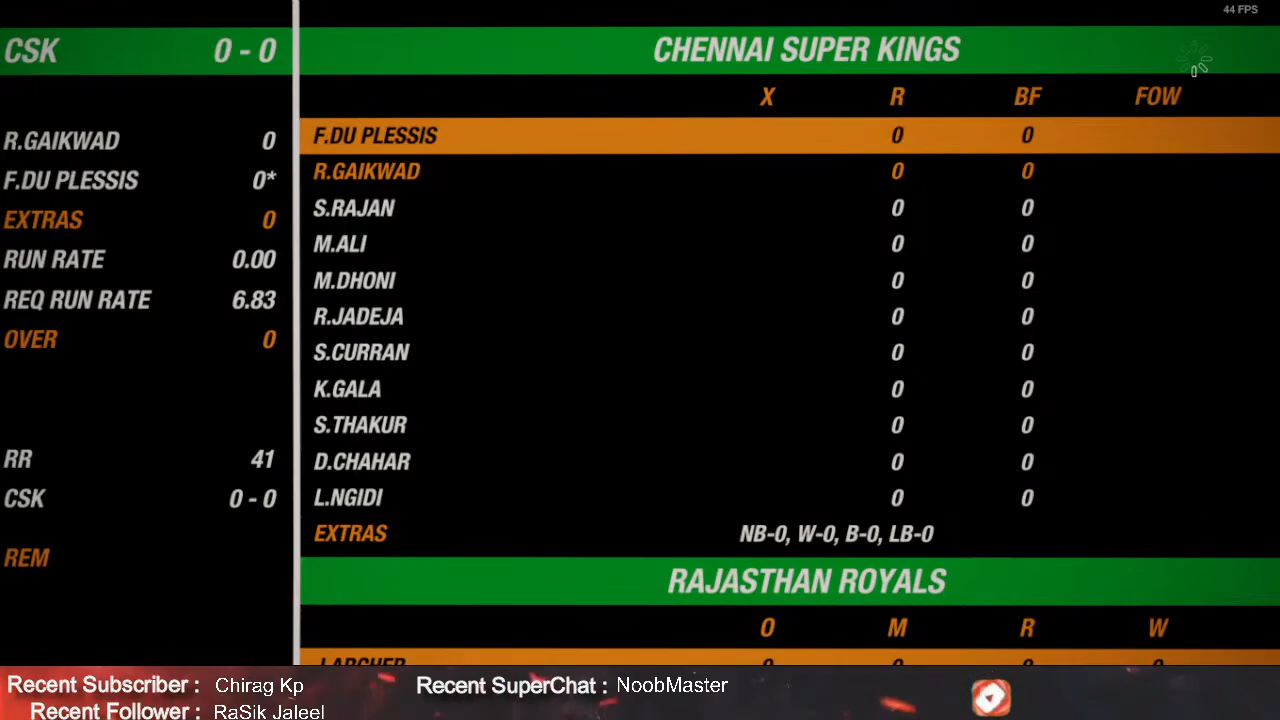 44 FPS
CSK 0 - 0
R.GAIKWAD 0
F.DU PLESSIS 0*
EXTRAS 0
RUN RATE 0.00
REQ RUN RATE 6.83
OVER 0
RR 41
CSK 0 - 0
REM
CHENNAI SUPER KINGS
X R BF FOW
F.DU PLESSIS 0 0
R.GAIKWAD 0 0
S.RAJAN 0 0
M.ALI 0 0
M.DHONI 0 0
R.JADEJA 0 0
S.CURRAN 0 0
K.GALA 0 0
S.THAKUR 0 0
D.CHAHAR 0 0
L.NGIDI 0 0
EXTRAS NB-0, W-0, B-0, LB-0
RAJASTHAN ROYALS
O M R W
Recent Subscriber : Chirag Kp
Recent SuperChat : NoobMaster
Recent Follower : RaSik Jaleel